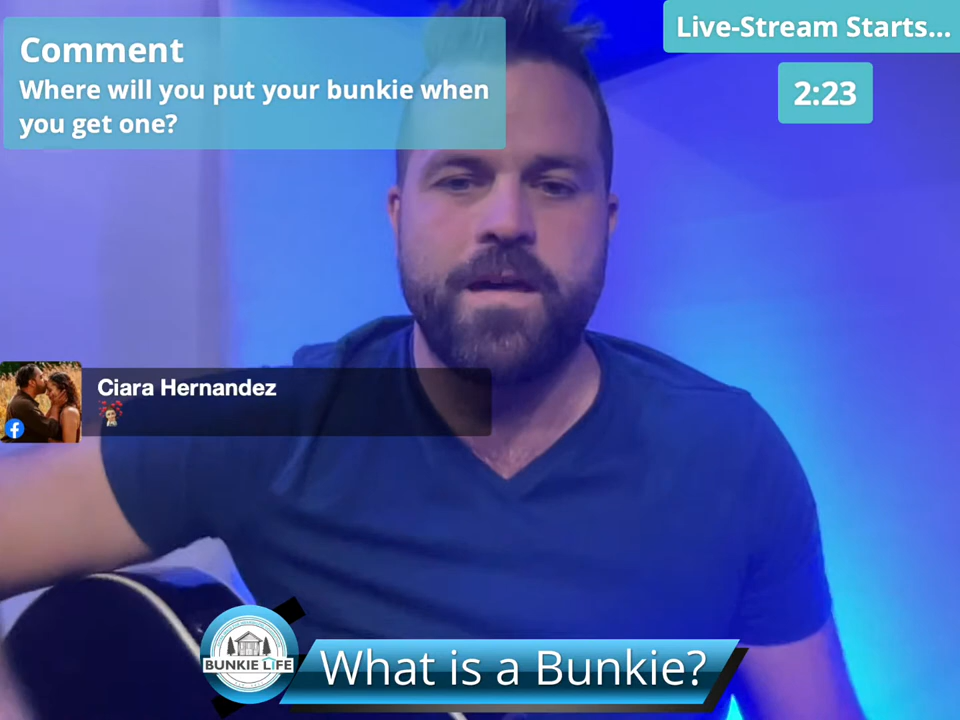 Comment
Where will you put your bunkie when
you get one?
Live-Stream Starts...
2:23
Ciara Hernandez
BUNKIE LIFE
What is a Bunkie?